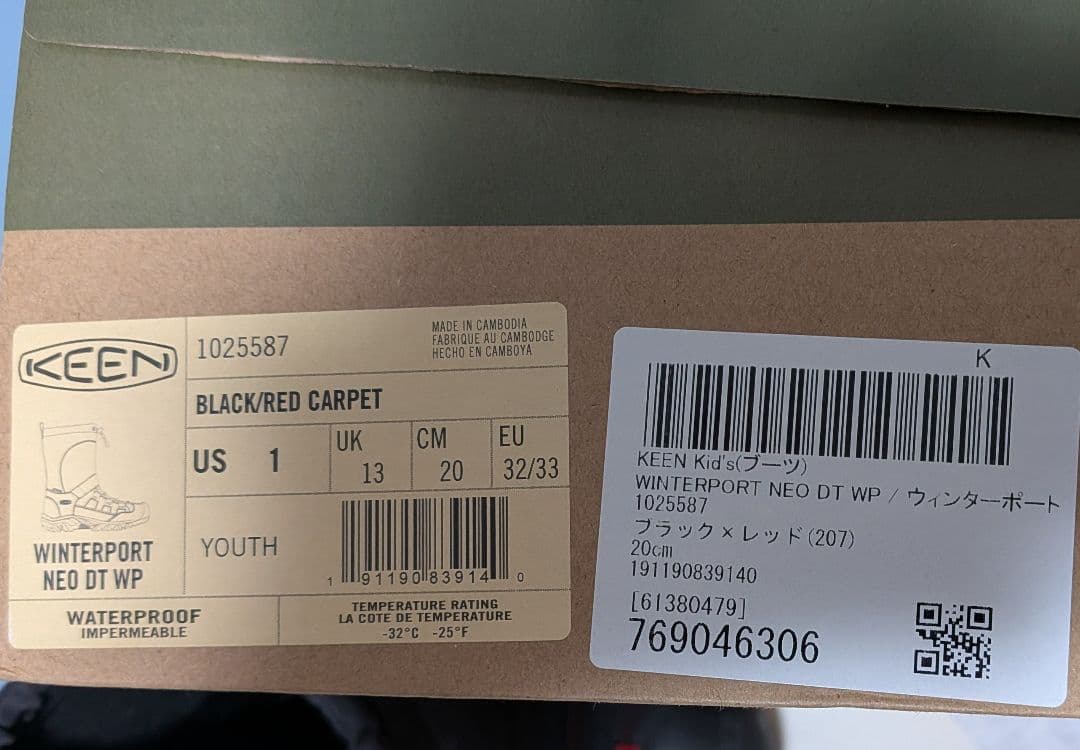 KEEN
1025587
MADE IN CAMBODIA
FABRIQUE AU CAMBODGE
HECHO EN CAMBOYA
BLACK/RED CARPET
US 1
UK 13
CM 20
EU 32/33
WINTERPORT
NEO DT WP
YOUTH
1 91190 83914 0
WATERPROOF
IMPERMEABLE
TEMPERATURE RATING
LA COTE DE TEMPERATURE
-32°C -25°F
K
KEEN Kid's(ブーツ)
WINTERPORT NEO DT WP / ウィンターポート
1025587
ブラック×レッド(207)
20cm
191190839140
[61380479]
769046306